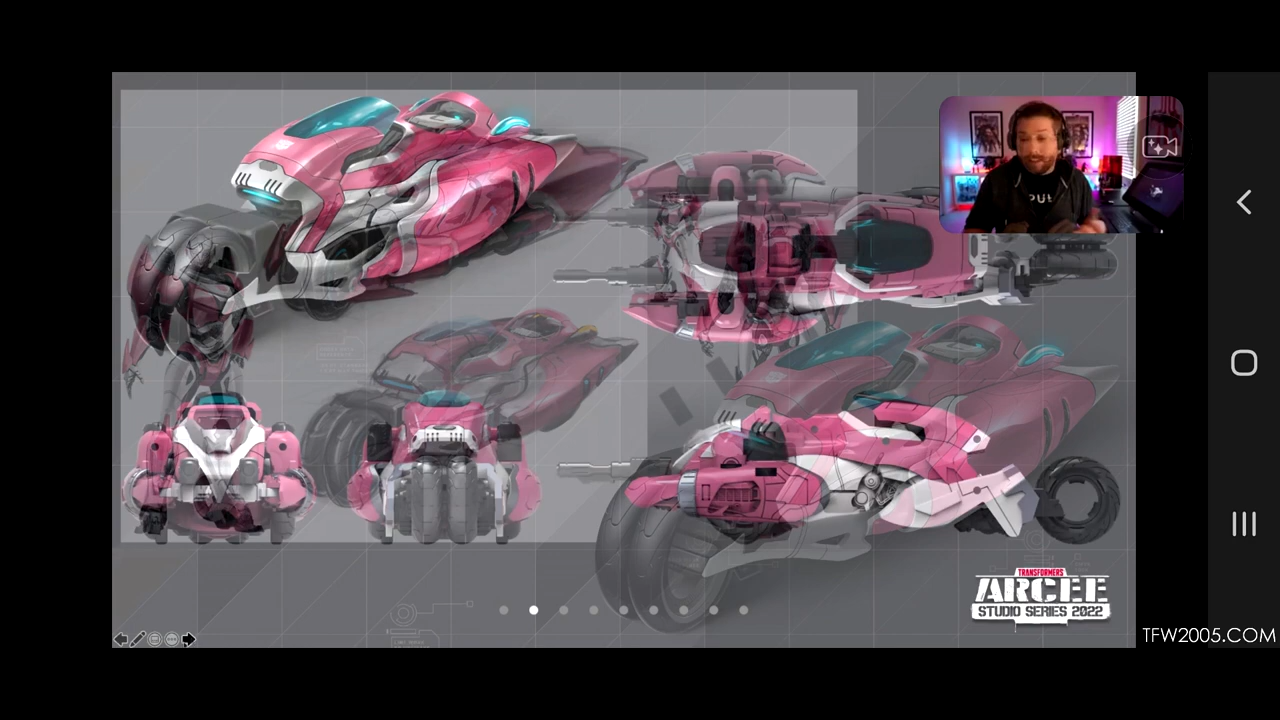 TRANSFORMERS
ARCEE
STUDIO SERIES 2022
TFW2005.COM